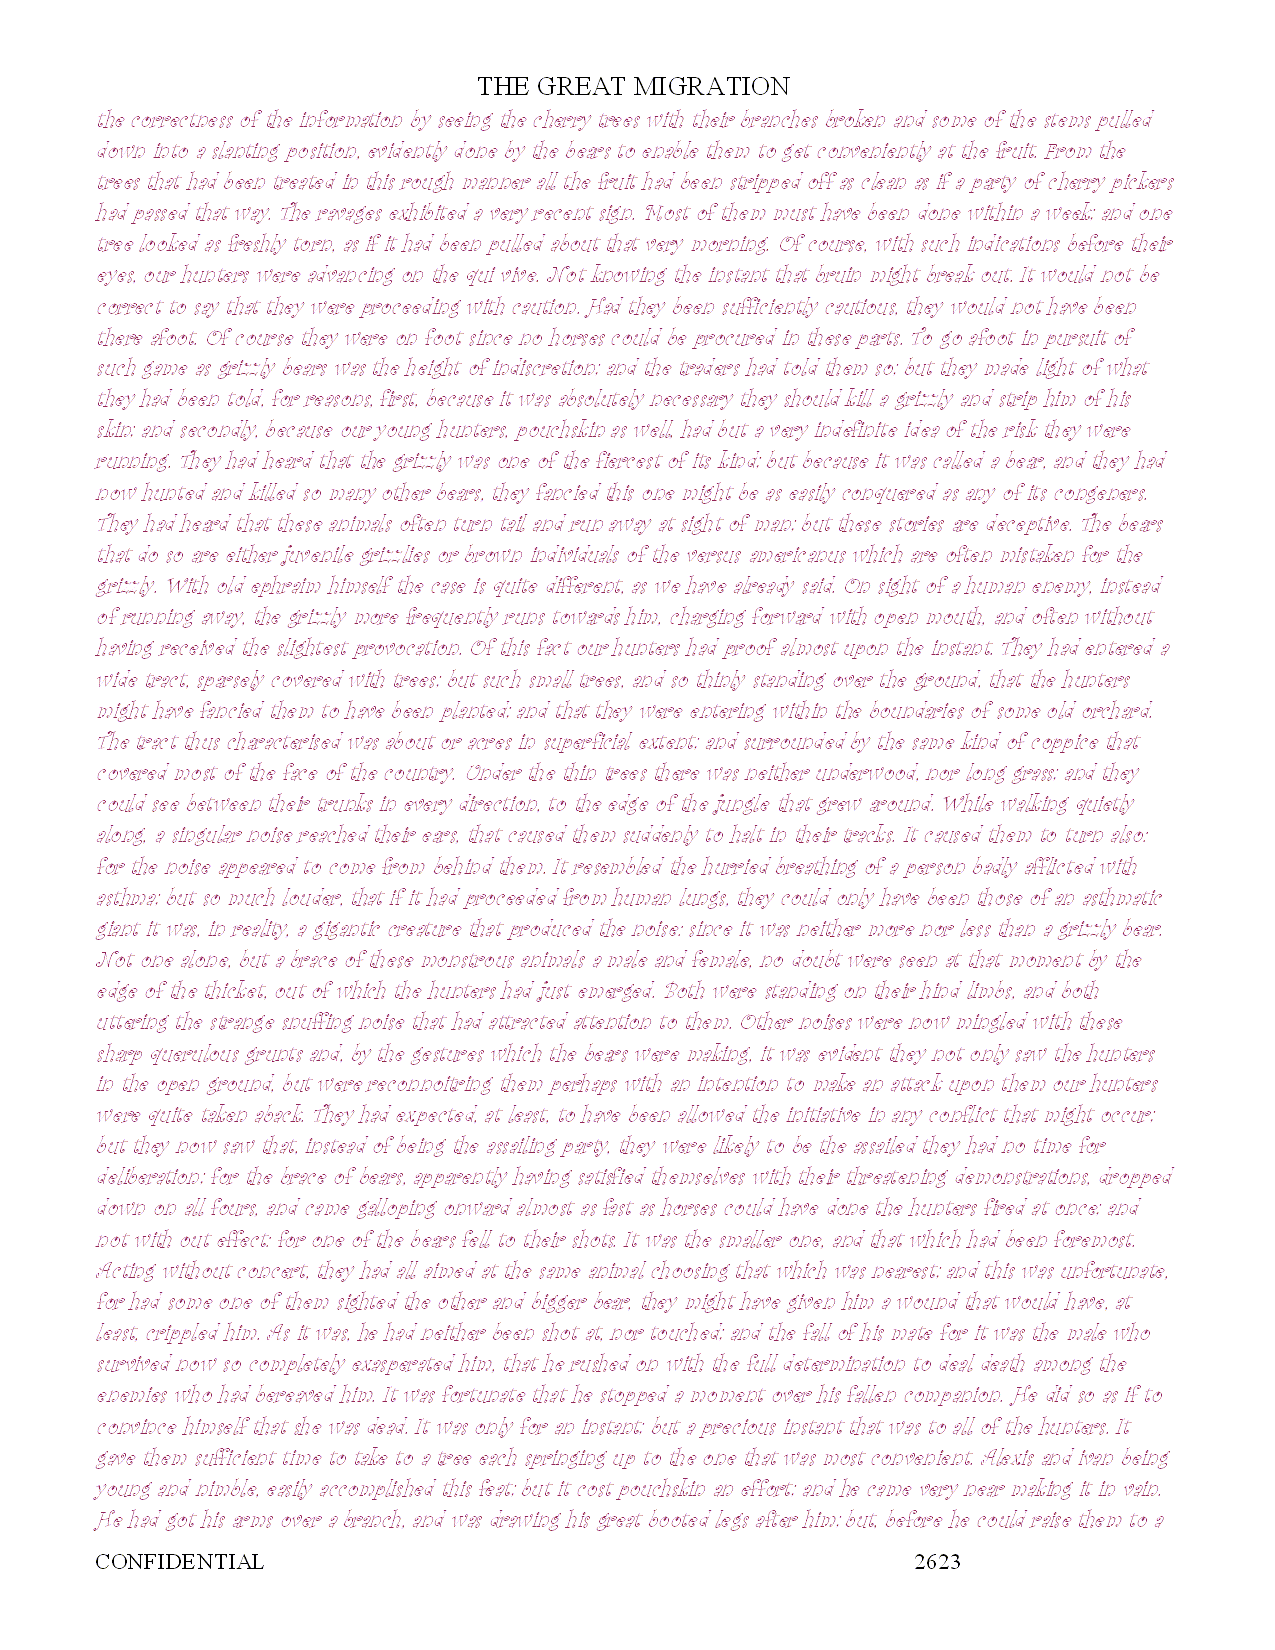 THE GREAT MIGRATION
the correctness of the information by seeing the cherry trees with their branches broken and some of the stems pulled
down into a slanting position, evidently done by the bears to enable them to get conveniently at the fruit. From the
trees that had been treated in this rough manner all the fruit had been stripped off as clean as if a party of cherry pickers
had passed that way. The ravages exhibited a very recent sign. Most of them must have been done within a week; and one
tree looked as freshly torn, as if it had been pulled about that very morning. Of course, with such indications before their
eyes, our hunters were advancing on the qui vive. Not knowing the instant that bruin might break out. It would not be
correct to say that they were proceeding with caution. Had they been sufficiently cautious, they would not have been
there afoot. Of course they were on foot since no horses could be procured in these parts. To go afoot in pursuit of
such game as grizzly bears was the height of indiscretion; and the traders had told them so; but they made light of what
they had been told, for reasons, first, because it was absolutely necessary they should kill a grizzly and strip him of his
skin; and secondly, because our young hunters, pouchskin as well, had but a very indefinite idea of the risk they were
running. They had heard that the grizzly was one of the fiercest of its kind; but because it was called a bear, and they had
now hunted and killed so many other bears, they fancied this one might be as easily conquered as any of its congeners.
They had heard that these animals often turn tail and run away at sight of man; but these stories are deceptive. The bears
that do so are either juvenile grizzlies or brown individuals of the versus americanus which are often mistaken for the
grizzly. With old ephraim himself the case is quite different, as we have already said. On sight of a human enemy, instead
of running away, the grizzly more frequently runs towards him, charging forward with open mouth, and often without
having received the slightest provocation. Of this fact our hunters had proof almost upon the instant. They had entered a
wide tract, sparsely covered with trees; but such small trees, and so thinly standing over the ground, that the hunters
might have fancied them to have been planted; and that they were entering within the boundaries of some old orchard.
The tract thus characterised was about or acres in superficial extent; and surrounded by the same kind of coppice that
covered most of the face of the country. Under the thin trees there was neither underwood, nor long grass; and they
could see between their trunks in every direction, to the edge of the jungle that grew around. While walking quietly
along, a singular noise reached their ears, that caused them suddenly to halt in their tracks. It caused them to turn also;
for the noise appeared to come from behind them. It resembled the hurried breathing of a person badly afflicted with
asthma; but so much louder, that if it had proceeded from human lungs, they could only have been those of an asthmatic
giant it was, in reality, a gigantic creature that produced the noise; since it was neither more nor less than a grizzly bear.
Not one alone, but a brace of these monstrous animals a male and female, no doubt were seen at that moment by the
edge of the thicket, out of which the hunters had just emerged. Both were standing on their hind limbs, and both
uttering the strange snuffing noise that had attracted attention to them. Other noises were now mingled with these
sharp querulous grunts and, by the gestures which the bears were making, it was evident they not only saw the hunters
in the open ground, but were reconnoitring them perhaps with an intention to make an attack upon them our hunters
were quite taken aback. They had expected, at least, to have been allowed the initiative in any conflict that might occur;
but they now saw that, instead of being the assailing party, they were likely to be the assailed they had no time for
deliberation; for the brace of bears, apparently having satisfied themselves with their threatening demonstrations, dropped
down on all fours, and came galloping onward almost as fast as horses could have done the hunters fired at once; and
not with out effect; for one of the bears fell to their shots. It was the smaller one, and that which had been foremost.
Acting without concert, they had all aimed at the same animal choosing that which was nearest; and this was unfortunate,
for had some one of them sighted the other and bigger bear, they might have given him a wound that would have, at
least, crippled him. As it was, he had neither been shot at, nor touched; and the fall of his mate for it was the male who
survived now so completely exasperated him, that he rushed on with the full determination to deal death among the
enemies who had bereaved him. It was fortunate that he stopped a moment over his fallen companion. He did so as if to
convince himself that she was dead. It was only for an instant; but a precious instant that was to all of the hunters. It
gave them sufficient time to take to a tree each springing up to the one that was most convenient. Alexis and ivan being
young and nimble, easily accomplished this feat; but it cost pouchskin an effort; and he came very near making it in vain.
He had got his arms over a branch, and was drawing his great booted legs after him; but, before he could raise them to a
CONFIDENTIAL 2623